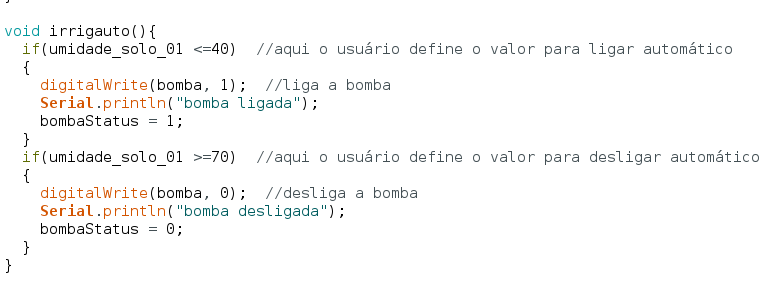 void irrigauto(){
if(umidade_solo_01 <=40)  //aqui o usuário define o valor para ligar automático
{
digitalWrite(bomba, 1);  //liga a bomba
Serial.println("bomba ligada");
bombaStatus = 1;
}
if(umidade_solo_01 >=70)  //aqui o usuário define o valor para desligar automático
{
digitalWrite(bomba, 0);  //desliga a bomba
Serial.println("bomba desligada");
bombaStatus = 0;
}
}